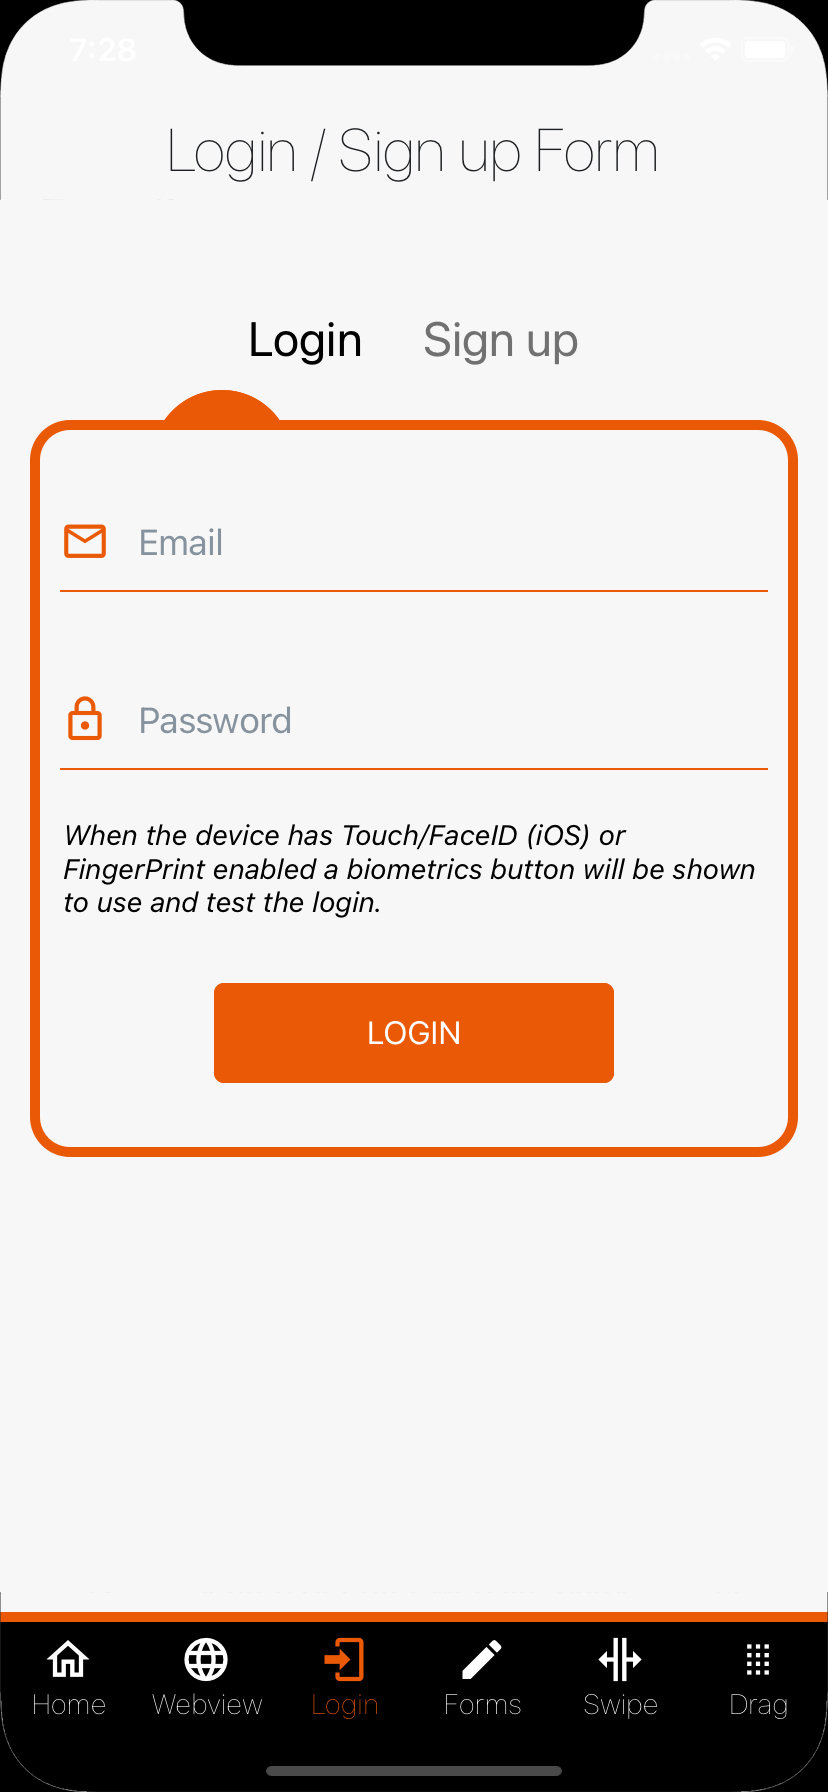 7:28
Login / Sign up Form
Login Sign up
Email
Password
When the device has Touch/FaceID (iOS) or
FingerPrint enabled a biometrics button will be shown
to use and test the login.
LOGIN
Home Webview Login Forms Swipe Drag